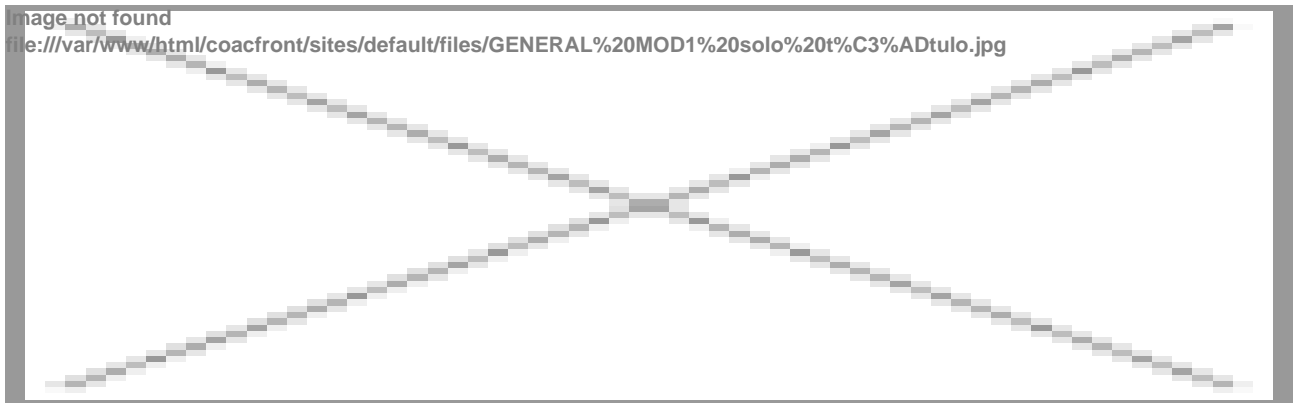 Image not found
file:///var/www/html/coacfront/sites/default/files/GENERAL%20MOD1%20solo%20t%C3%ADtulo.jpg